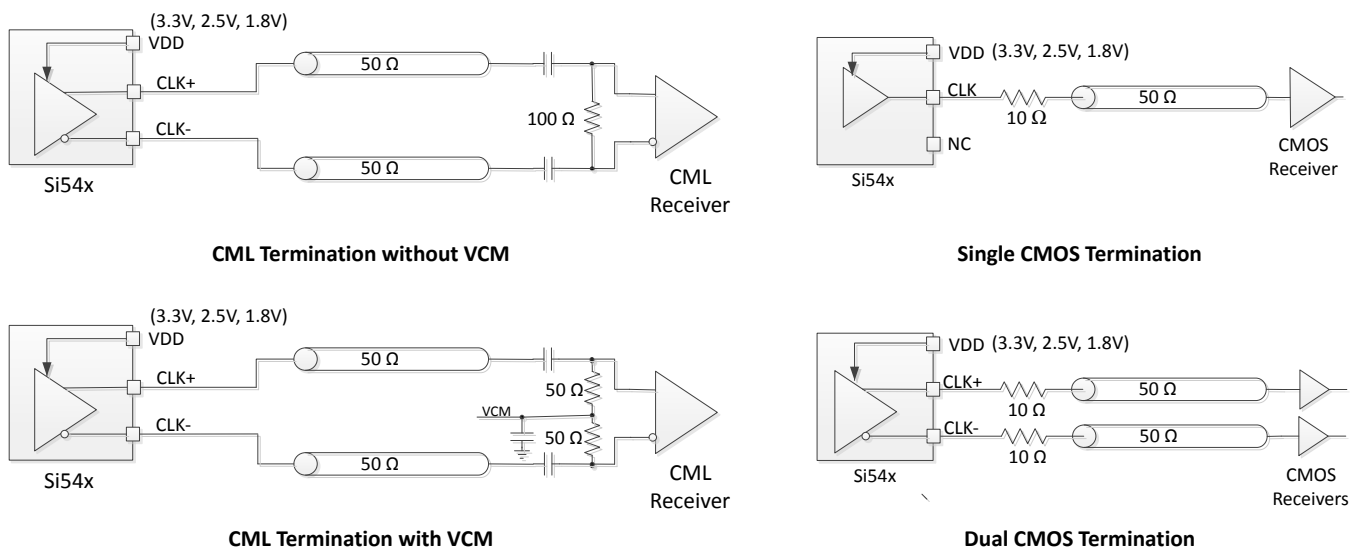 (3.3V, 2.5V, 1.8V)
VDD
CLK+
CLK-
50 Ω
50 Ω
100 Ω
Si54x
CML
Receiver
CML Termination without VCM
VDD (3.3V, 2.5V, 1.8V)
CLK
10 Ω
50 Ω
NC
Si54x
CMOS
Receiver
Single CMOS Termination
(3.3V, 2.5V, 1.8V)
VDD
CLK+
CLK-
50 Ω
50 Ω
50 Ω
VCM
50 Ω
Si54x
CML
Receiver
CML Termination with VCM
VDD (3.3V, 2.5V, 1.8V)
CLK+
10 Ω
50 Ω
CLK-
10 Ω
50 Ω
Si54x
CMOS
Receivers
Dual CMOS Termination